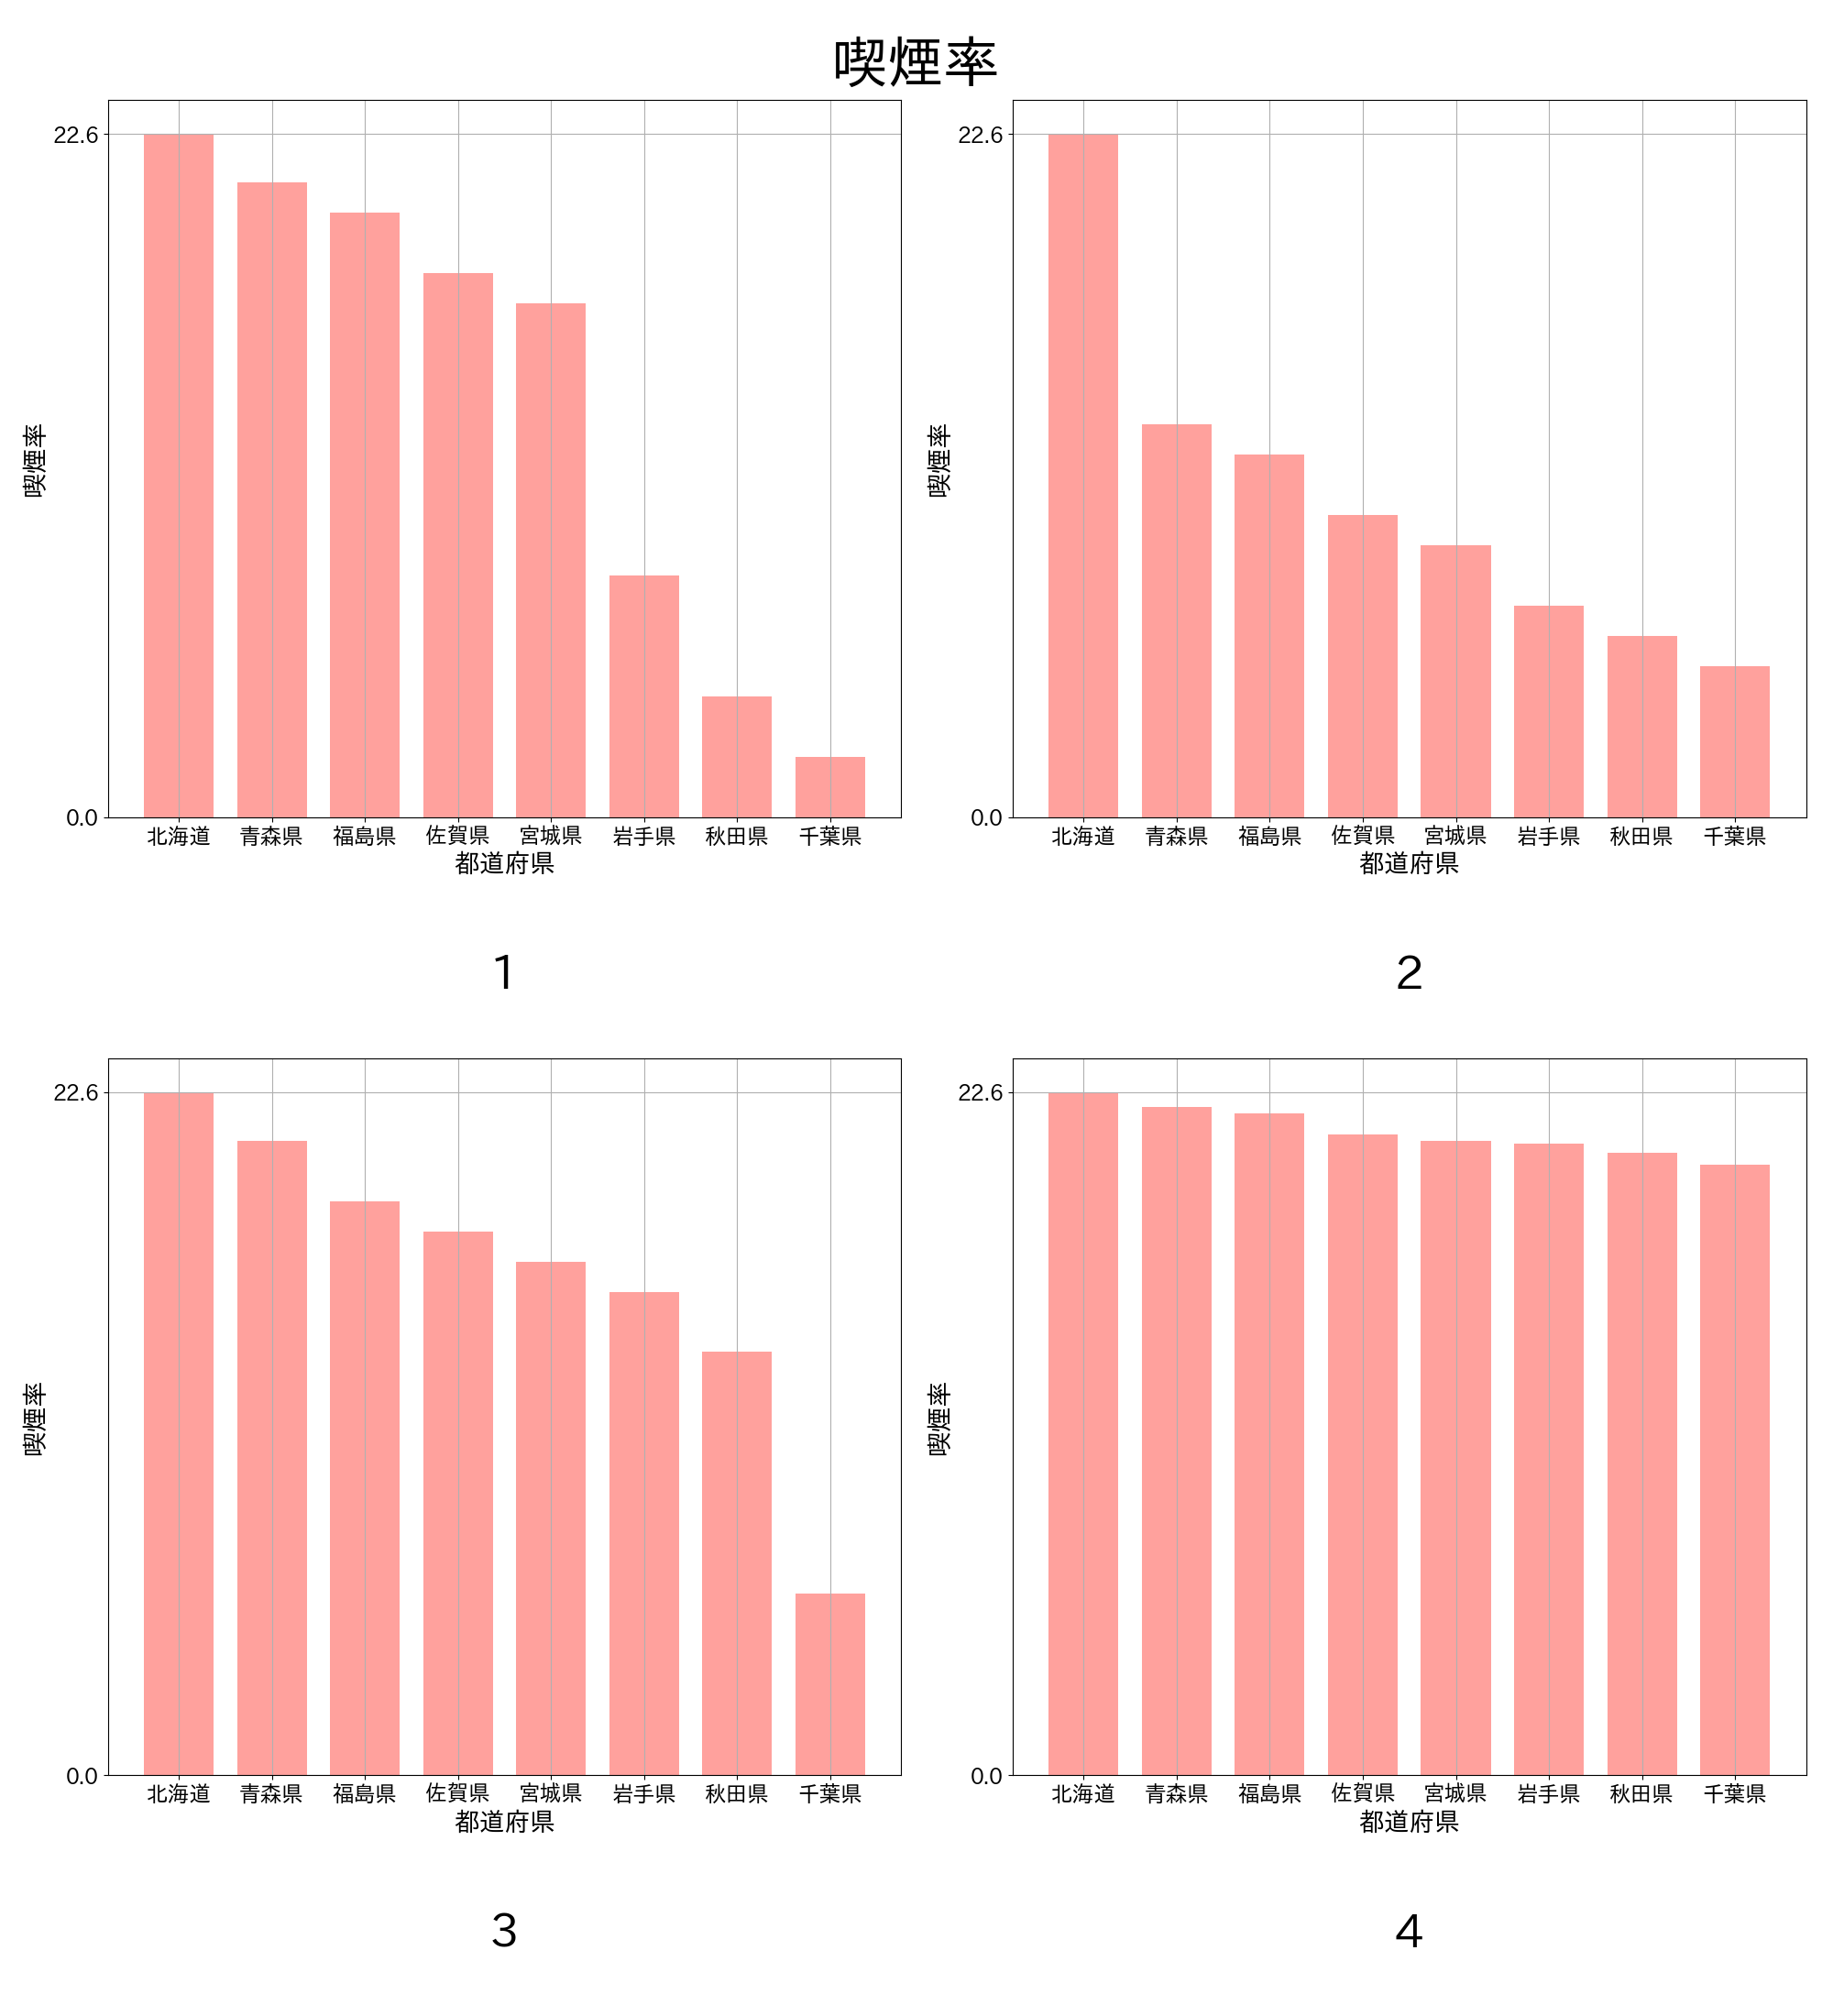 喫煙率
22.6
喫煙率
0.0
北海道 青森県 福島県 佐賀県 宮城県 岩手県 秋田県 千葉県
都道府県
1
22.6
喫煙率
0.0
北海道 青森県 福島県 佐賀県 宮城県 岩手県 秋田県 千葉県
都道府県
2
22.6
喫煙率
0.0
北海道 青森県 福島県 佐賀県 宮城県 岩手県 秋田県 千葉県
都道府県
3
22.6
喫煙率
0.0
北海道 青森県 福島県 佐賀県 宮城県 岩手県 秋田県 千葉県
都道府県
4